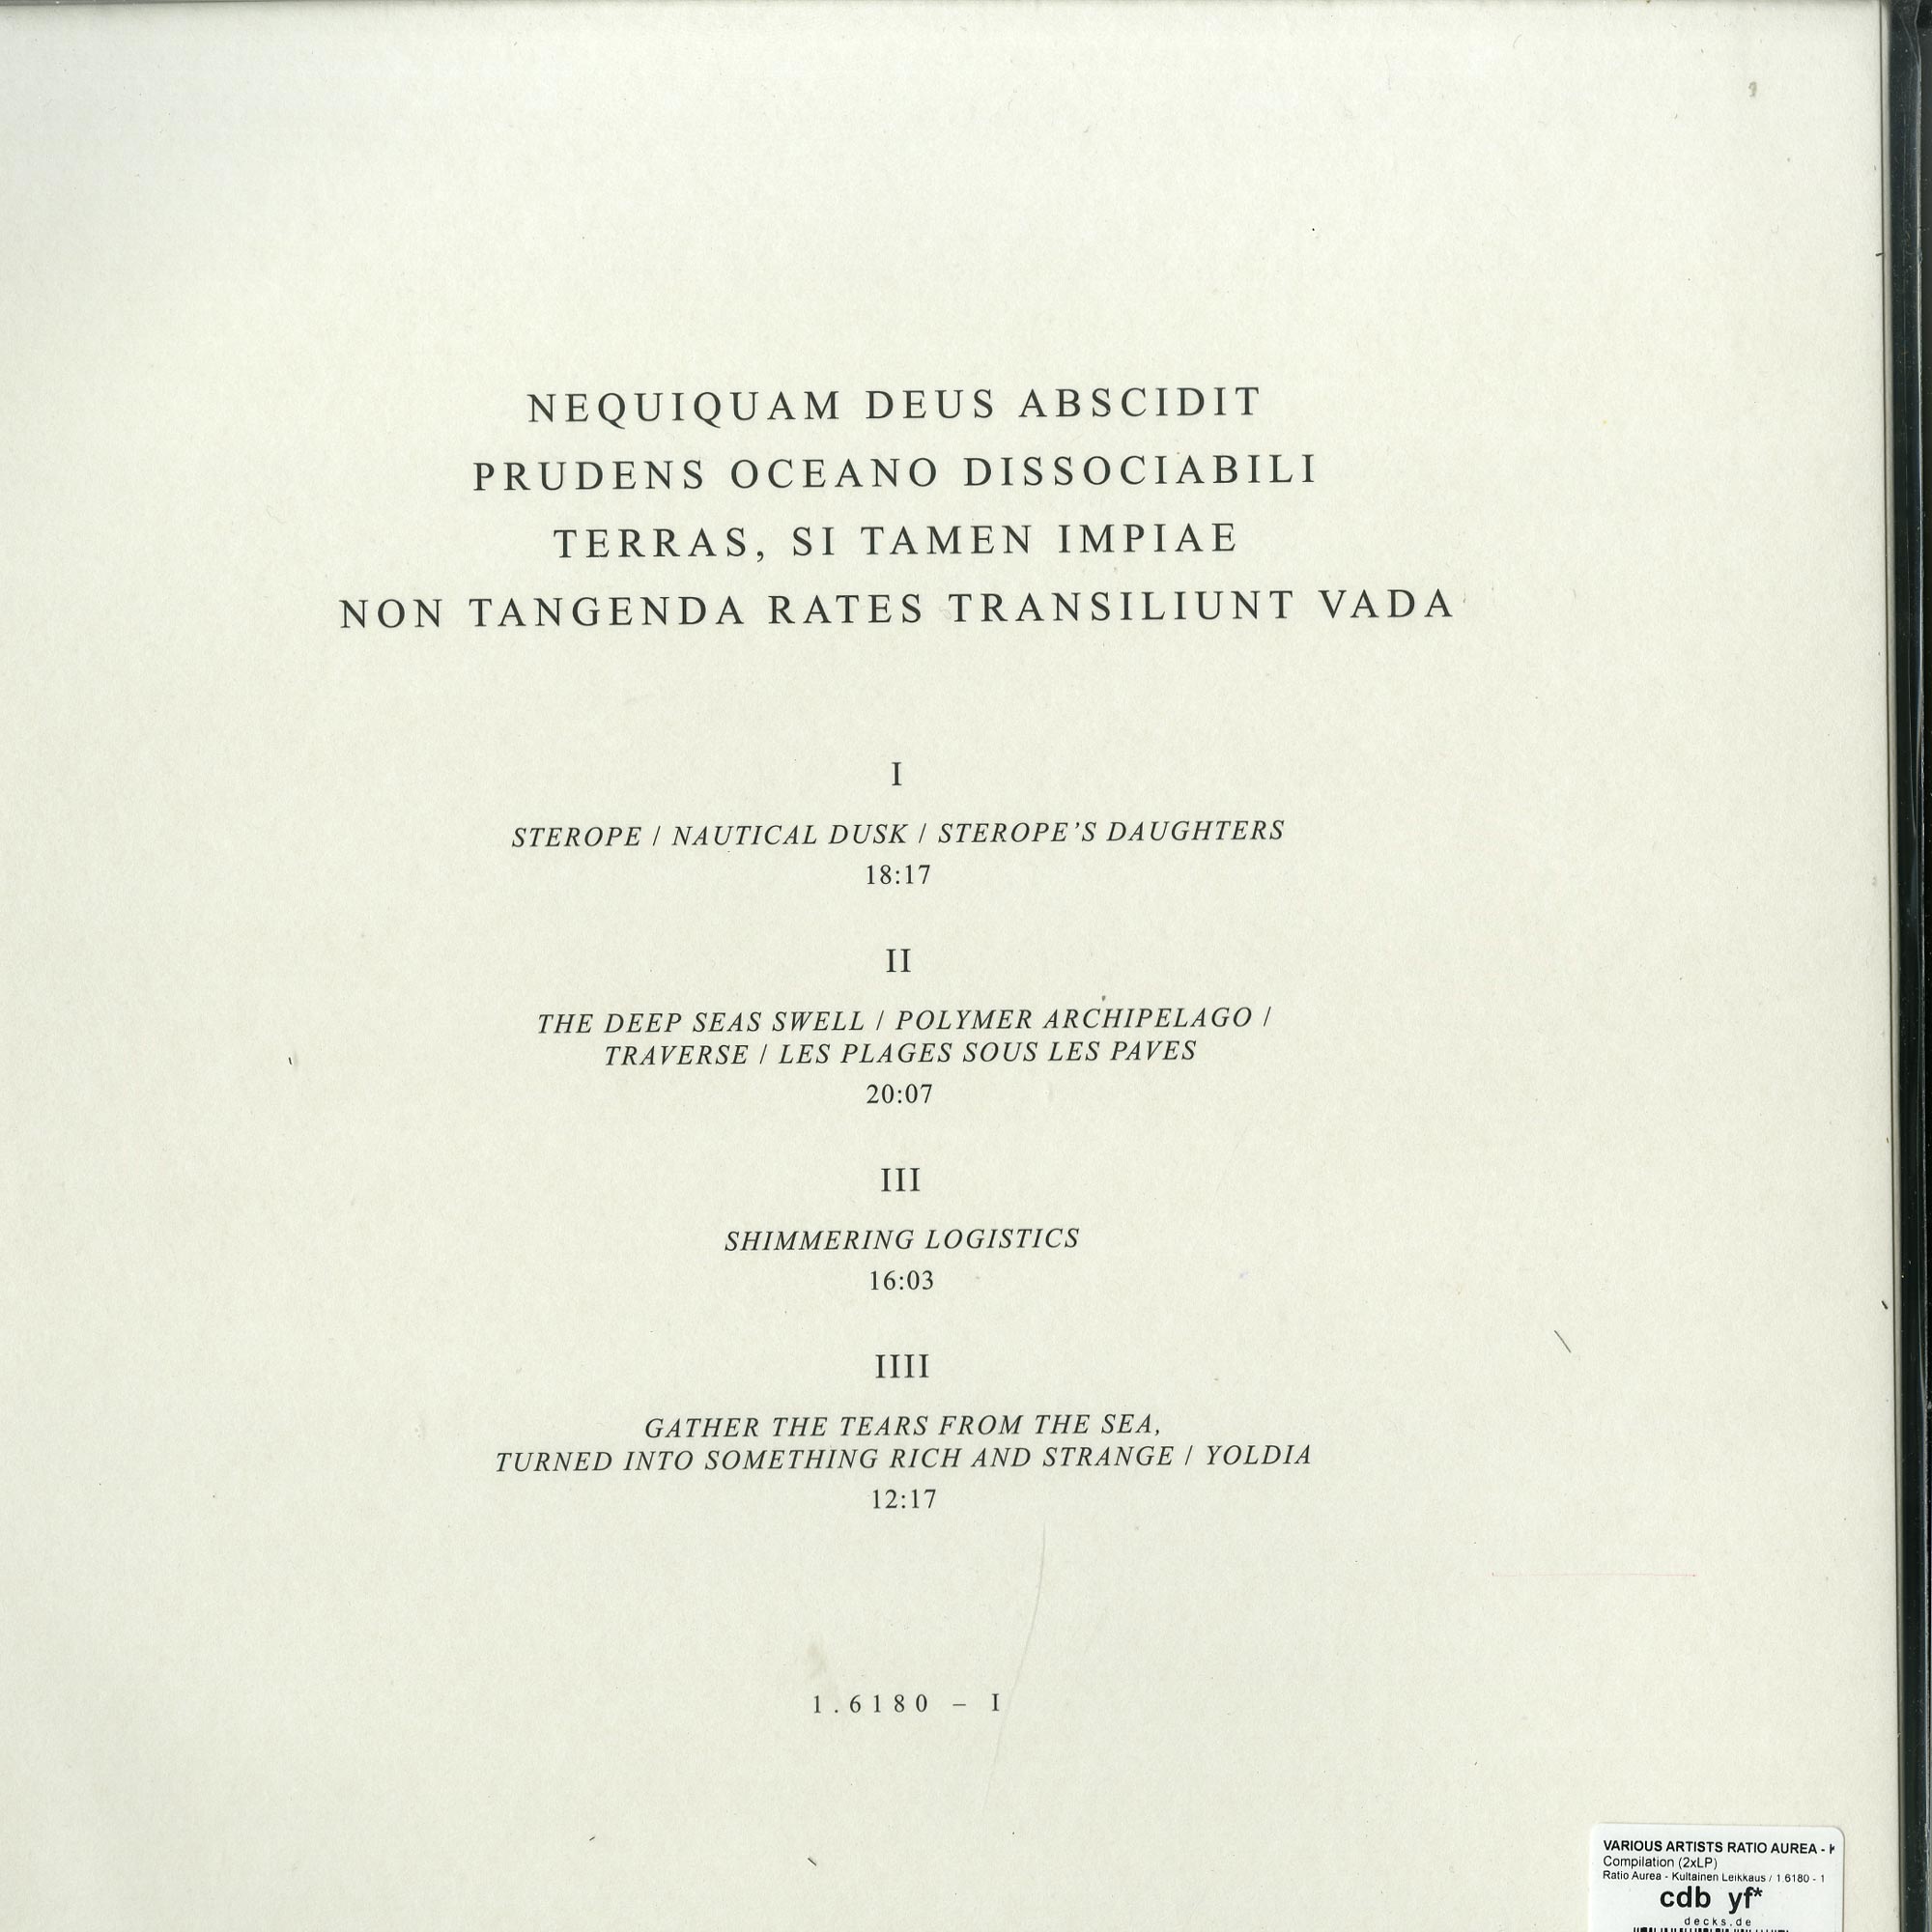 NEQUIQUAM DEUS ABSCIDIT
PRUDENS OCEANO DISSOCIABILI
TERRAS, SI TAMEN IMPIAE
NON TANGENDA RATES TRANSILIUNT VADA
I
STEROPE / NAUTICAL DUSK / STEROPE'S DAUGHTERS
18:17
II
THE DEEP SEAS SWELL / POLYMER ARCHIPELAGO /
TRAVERSE / LES PLAGES SOUS LES PAVES
20:07
III
SHIMMERING LOGISTICS
16:03
IIII
GATHER THE TEARS FROM THE SEA,
TURNED INTO SOMETHING RICH AND STRANGE / YOLDIA
12:17
1.6180 – I
VARIOUS ARTISTS RATIO AUREA -
Compilation (2xLP)
Ratio Aurea - Kultainen Leikkaus / 1.6180 - 1
cdb yf*
decks.de